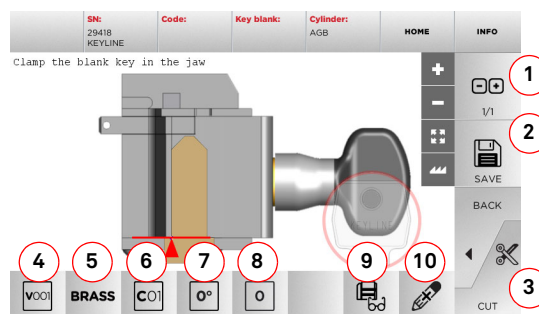 SN:
29418
KEYLINE
Code:
Key blank:
Cylinder:
AGB
HOME
INFO
Clamp the blank key in the jaw
1/1
1
SAVE
2
BACK
CUT
3
KEYLINE
4
5
6
7
8
9
10
V001
BRASS
C01
0°
0